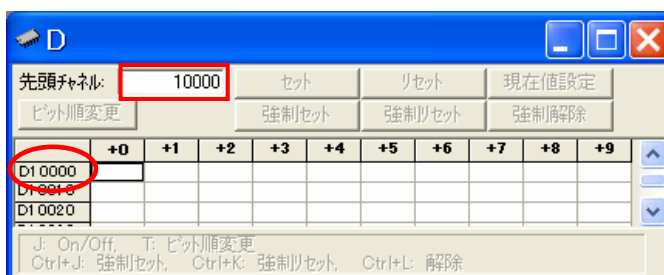 D
先頭チャネル: 10000 セット リセット 現在値設定
ビット順変更 強制セット 強制リセット 強制解除
+0 +1 +2 +3 +4 +5 +6 +7 +8 +9
D10000
D10010
D10020
J: On/Off, T: ビット順変更
Ctrl+J: 強制セット, Ctrl+K: 強制リセット, Ctrl+L: 解除